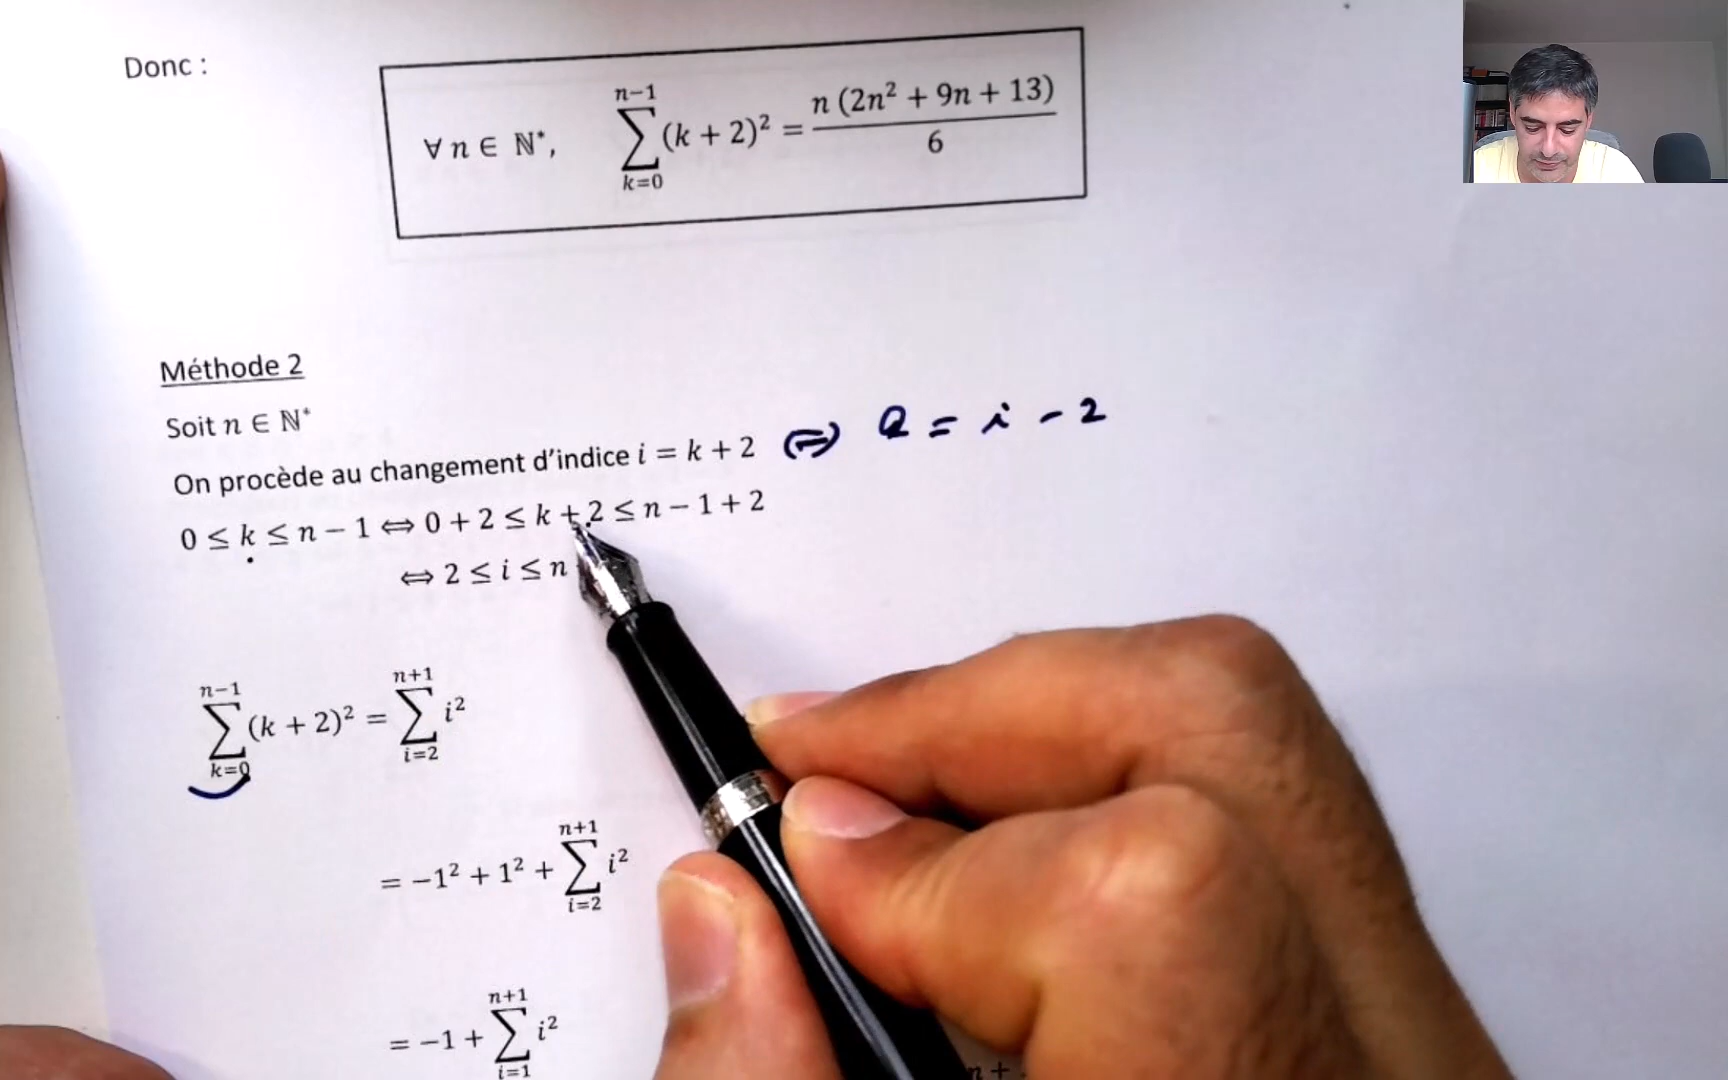 Donc :
∀ n ∈ ℕ*, ∑_{k=0}^{n−1} (k + 2)² = n (2n² + 9n + 13) / 6
Méthode 2
Soit n ∈ ℕ*
On procède au changement d'indice i = k + 2 ⇔ k = i − 2
0 ≤ k ≤ n − 1 ⇔ 0 + 2 ≤ k + 2 ≤ n − 1 + 2
⇔ 2 ≤ i ≤ n
∑_{k=0}^{n−1} (k + 2)² = ∑_{i=2}^{n+1} i²
= −1² + 1² + ∑_{i=2}^{n+1} i²
= −1 + ∑_{i=1}^{n+1} i²
n +